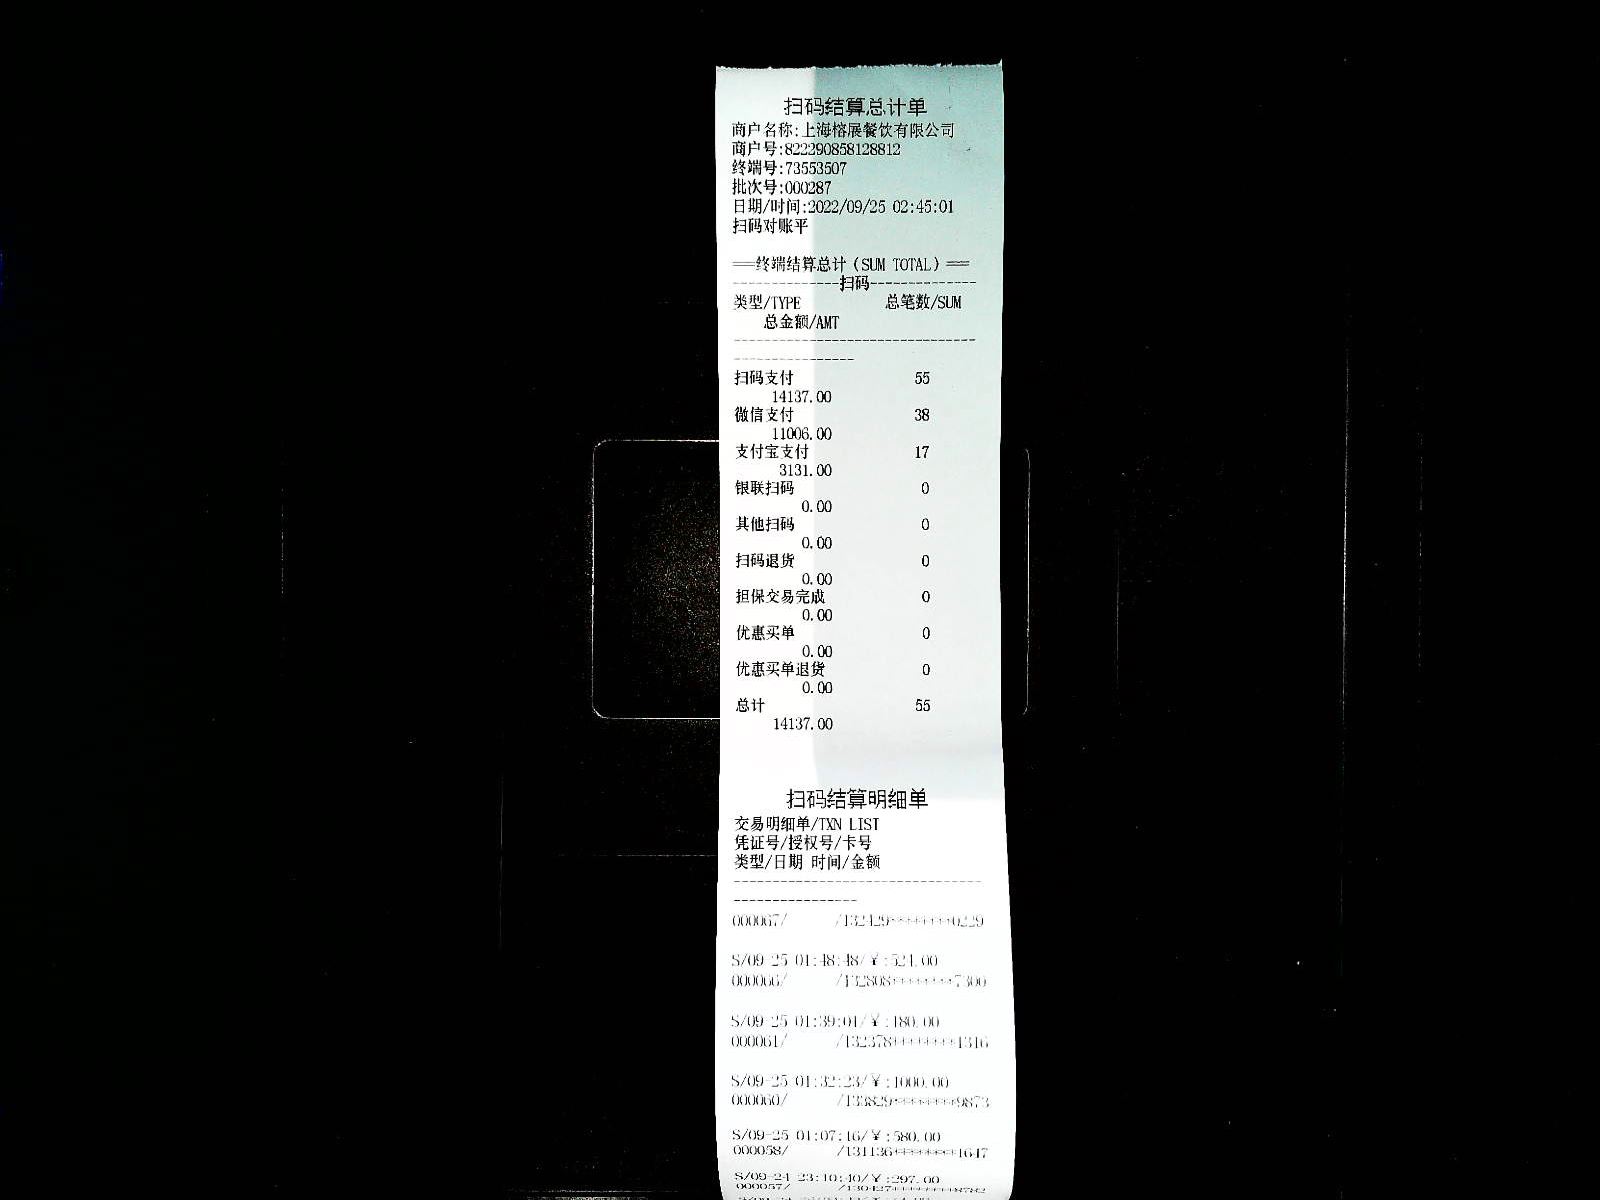 扫码结算总计单
商户名称:上海榕展餐饮有限公司
商户号:822290858128812
终端号:73553507
批次号:000287
日期/时间:2022/09/25 02:45:01
扫码对账平
═══终端结算总计(SUM TOTAL)═══
--------------扫码--------------
类型/TYPE 总笔数/SUM
总金额/AMT
--------------------------------
----------------
扫码支付 55
14137.00
微信支付 38
11006.00
支付宝支付 17
3131.00
银联扫码 0
0.00
其他扫码 0
0.00
扫码退货 0
0.00
担保交易完成 0
0.00
优惠买单 0
0.00
优惠买单退货 0
0.00
总计 55
14137.00
扫码结算明细单
交易明细单/TXN LIST
凭证号/授权号/卡号
类型/日期 时间/金额
--------------------------------
----------------
000067/ /132429********0229
S/09-25 01:48:48/¥:521.00
000066/ /132808********7300
S/09-25 01:39:01/¥:180.00
000061/ /132378********1316
S/09-25 01:32:23/¥:1000.00
000060/ /133829********9873
S/09-25 01:07:16/¥:580.00
000058/ /131136********1647
S/09-24 23:10:40/¥:297.00
000057/